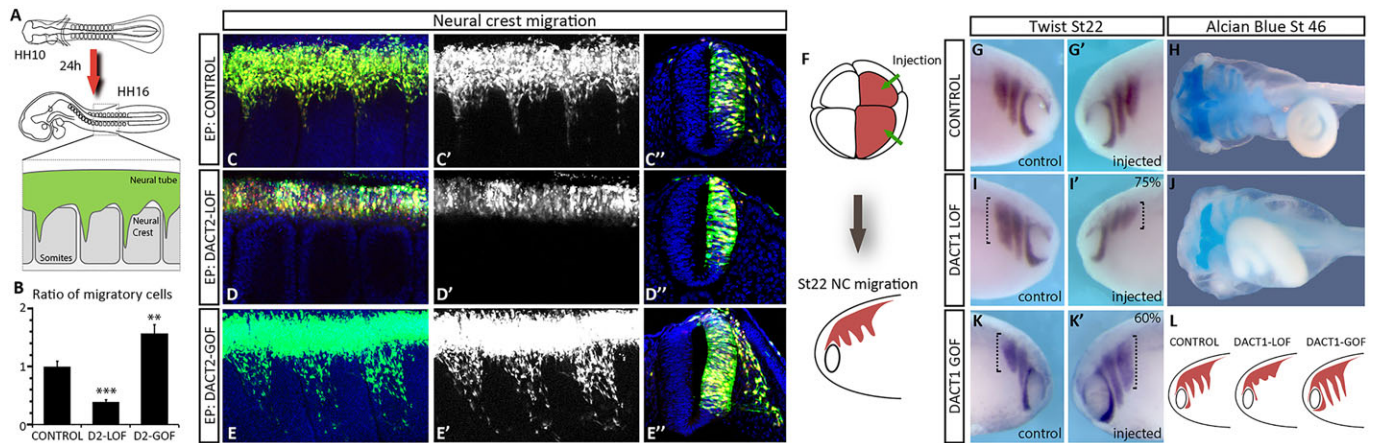 A
HH10
24h
HH16
Neural tube
Neural
Crest
Somites
B
Ratio of migratory cells
2
**
1
***
0
CONTROL D2-LOF D2-GOF
Neural crest migration
EP: CONTROL
C
C'
C''
EP: DACT2-LOF
D
D'
D''
EP: DACT2-GOF
E
E'
E''
F
Injection
St22 NC migration
Twist St22
Alcian Blue St 46
CONTROL
G
control
G'
injected
H
DACT1 LOF
I
control
I'
75%
injected
J
DACT1 GOF
K
control
K'
60%
injected
L
CONTROL DACT1-LOF DACT1-GOF